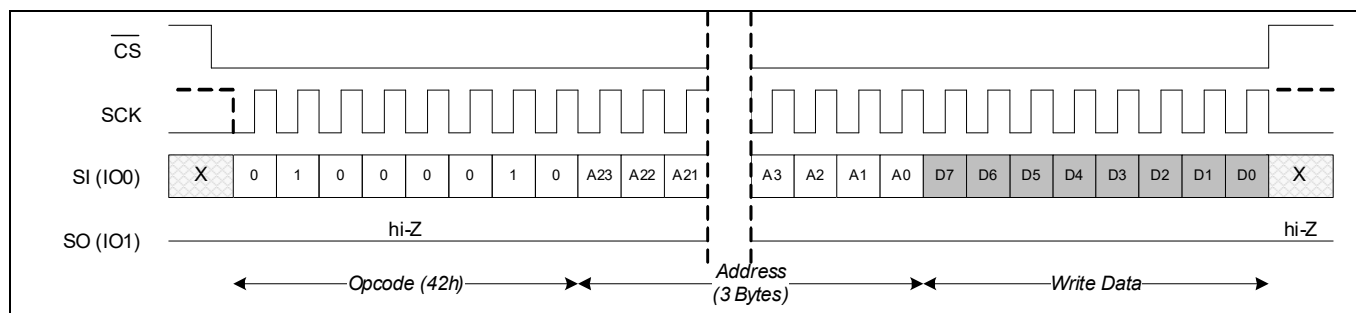 CS
SCK
SI (IO0) X 0 1 0 0 0 0 1 0 A23 A22 A21 A3 A2 A1 A0 D7 D6 D5 D4 D3 D2 D1 D0 X
hi-Z hi-Z
SO (IO1)
Opcode (42h) Address Write Data
(3 Bytes)